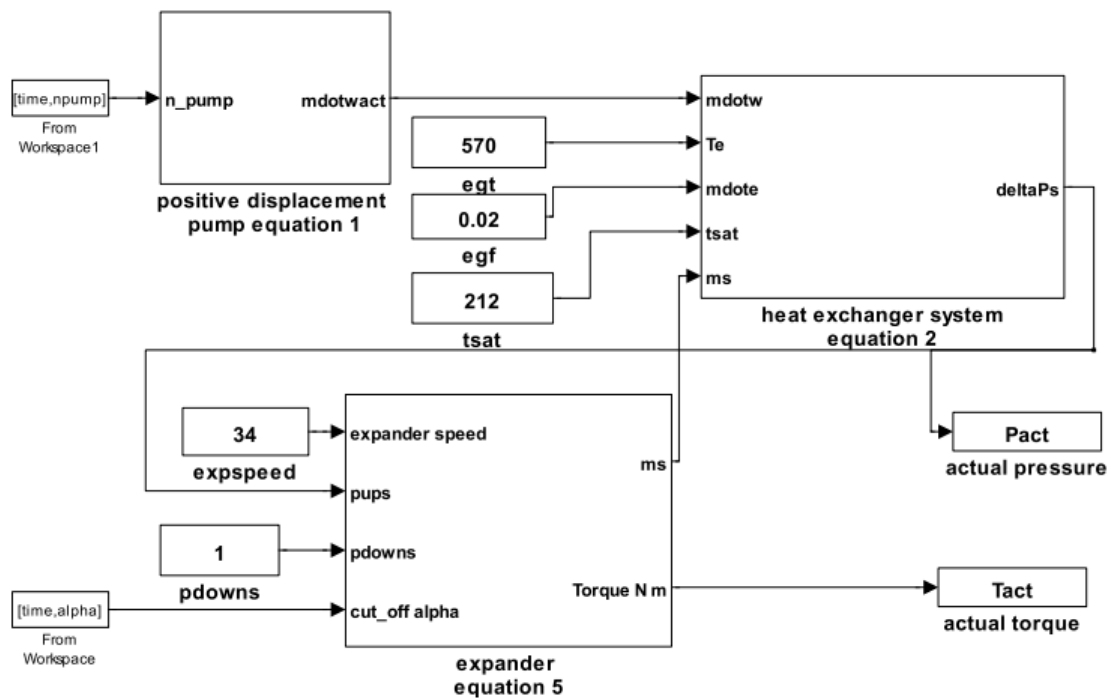 [time,npump]
From
Workspace1
n_pump
mdotwact
positive displacement
pump equation 1
570
egt
0.02
egf
212
tsat
mdotw
Te
mdote
tsat
ms
deltaPs
heat exchanger system
equation 2
34
expspeed
1
pdowns
[time,alpha]
From
Workspace
expander speed
pups
pdowns
cut_off alpha
ms
Torque N m
expander
equation 5
Pact
actual pressure
Tact
actual torque